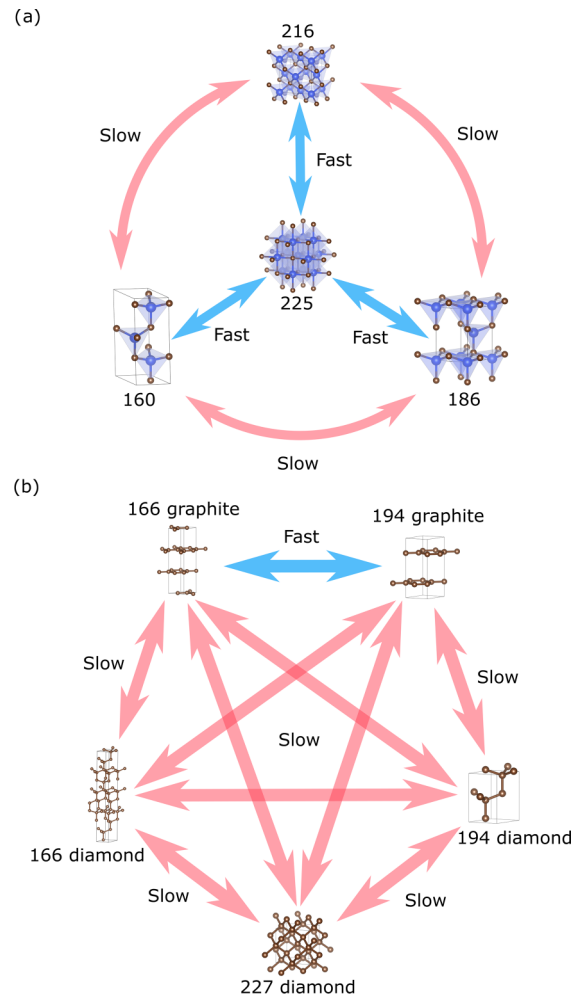 (a)
216
Slow
Slow
Fast
225
Fast
Fast
160
186
Slow
(b)
166 graphite
194 graphite
Fast
Slow
Slow
Slow
166 diamond
194 diamond
Slow
Slow
227 diamond